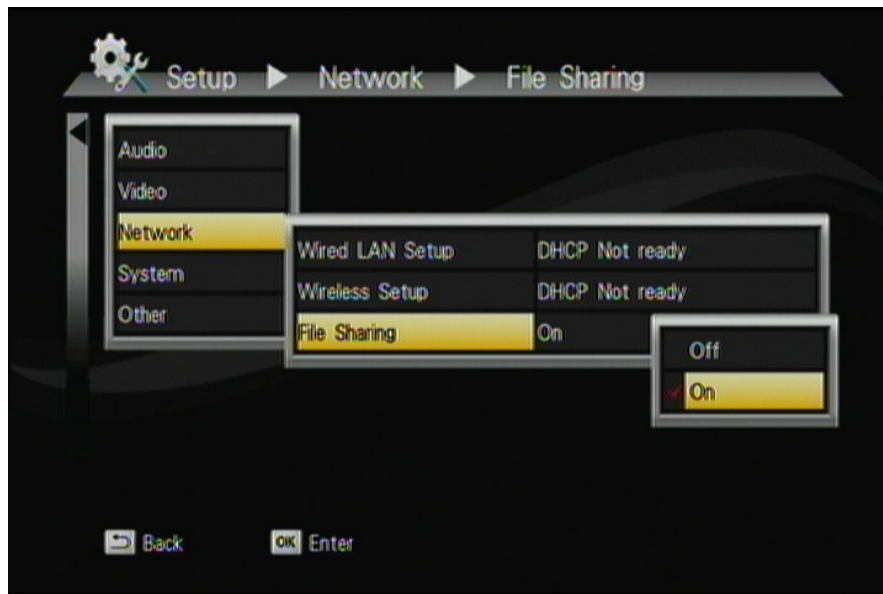 Setup ▶ Network ▶ File Sharing
Audio
Video
Network
System
Other
Wired LAN Setup DHCP Not ready
Wireless Setup DHCP Not ready
File Sharing On
Off
On
Back OK Enter